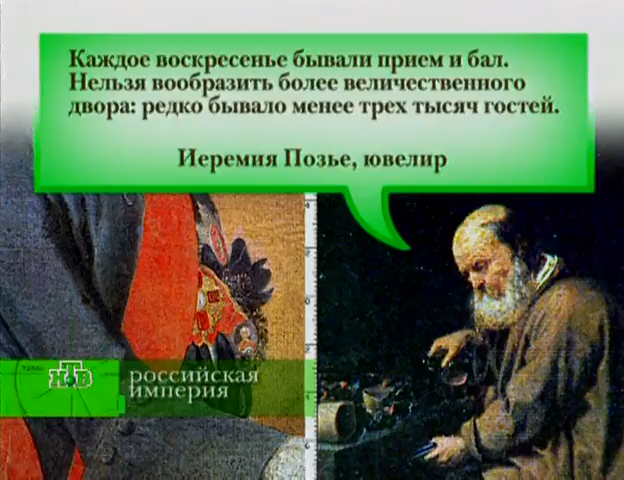 Каждое воскресенье бывали прием и бал.
Нельзя вообразить более величественного
двора: редко бывало менее трех тысяч гостей.
Иеремия Позье, ювелир
НТВ
российская
империя